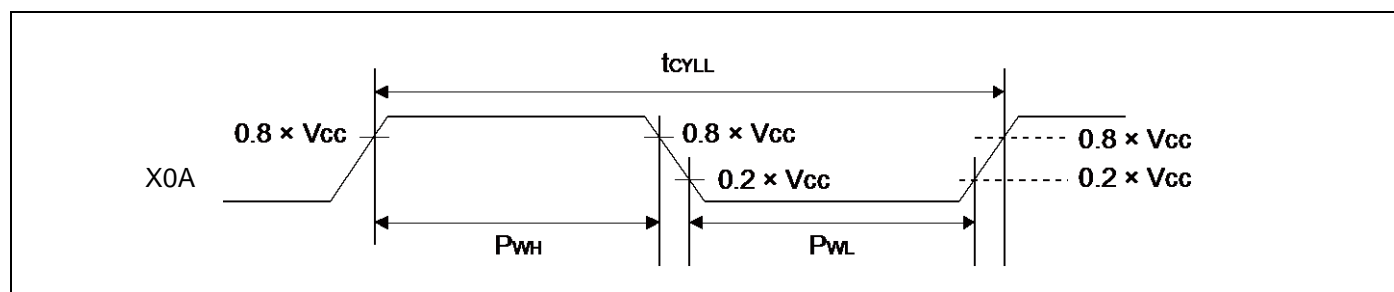 tCYLL
0.8 × Vcc
0.8 × Vcc
0.8 × Vcc
X0A
0.2 × Vcc
0.2 × Vcc
PWH
PWL